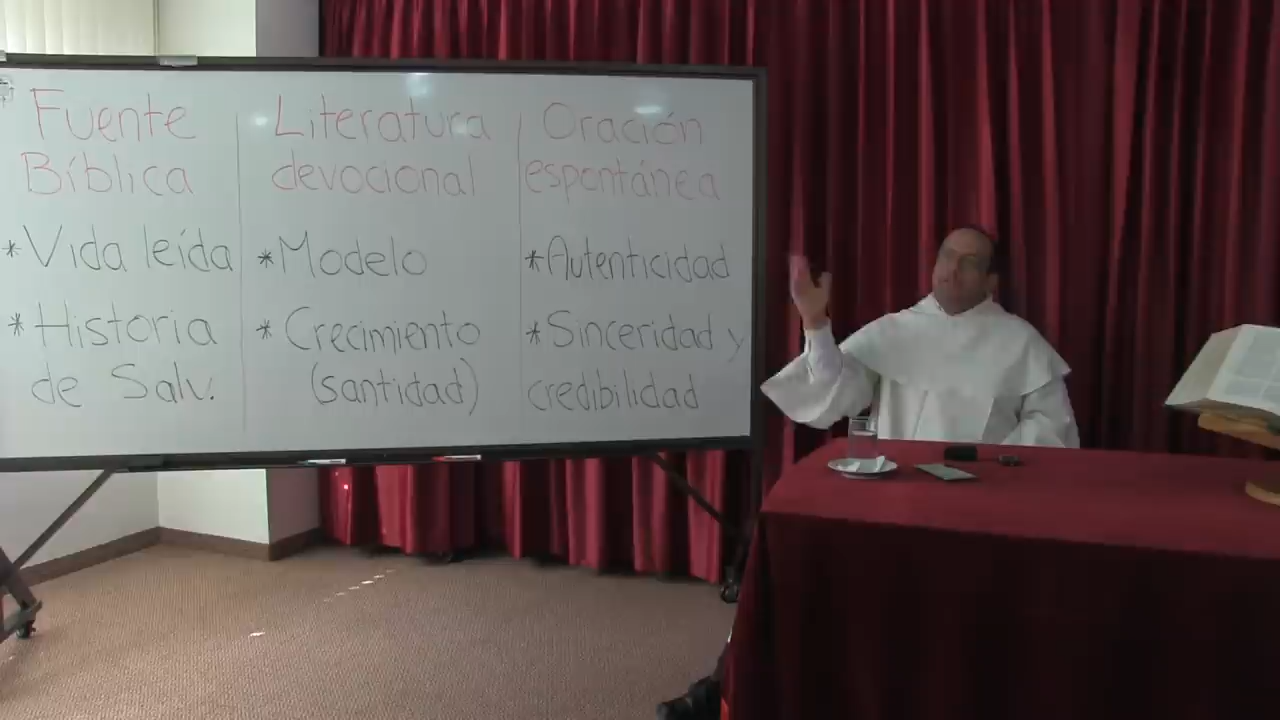 Fuente
Bíblica
*Vida leída
*Historia
de Salv.
Literatura
devocional
*Modelo
*Crecimiento
(santidad)
Oración
espontánea
*Autenticidad
*Sinceridad y
credibilidad